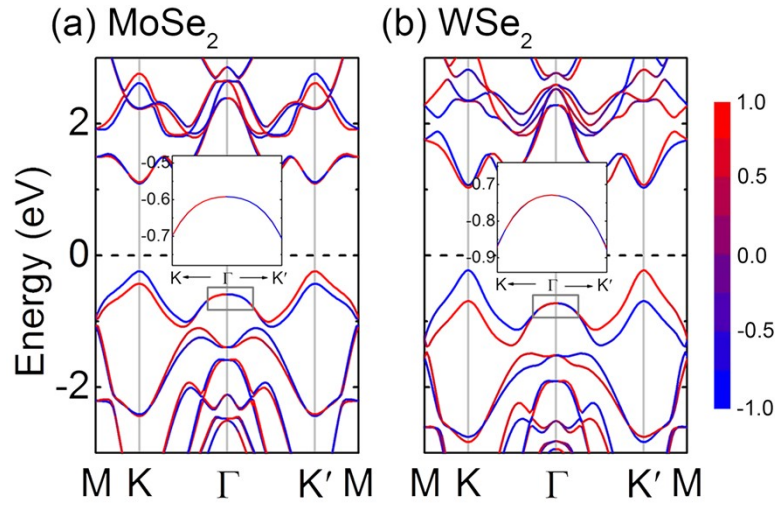 (a) MoSe2 (b) WSe2
Energy (eV)
2
0
-2
-0.5
-0.6
-0.7
K Γ K′
-0.7
-0.8
-0.9
K Γ K′
1.0
0.5
0.0
-0.5
-1.0
M K Γ K′ M M K Γ K′ M